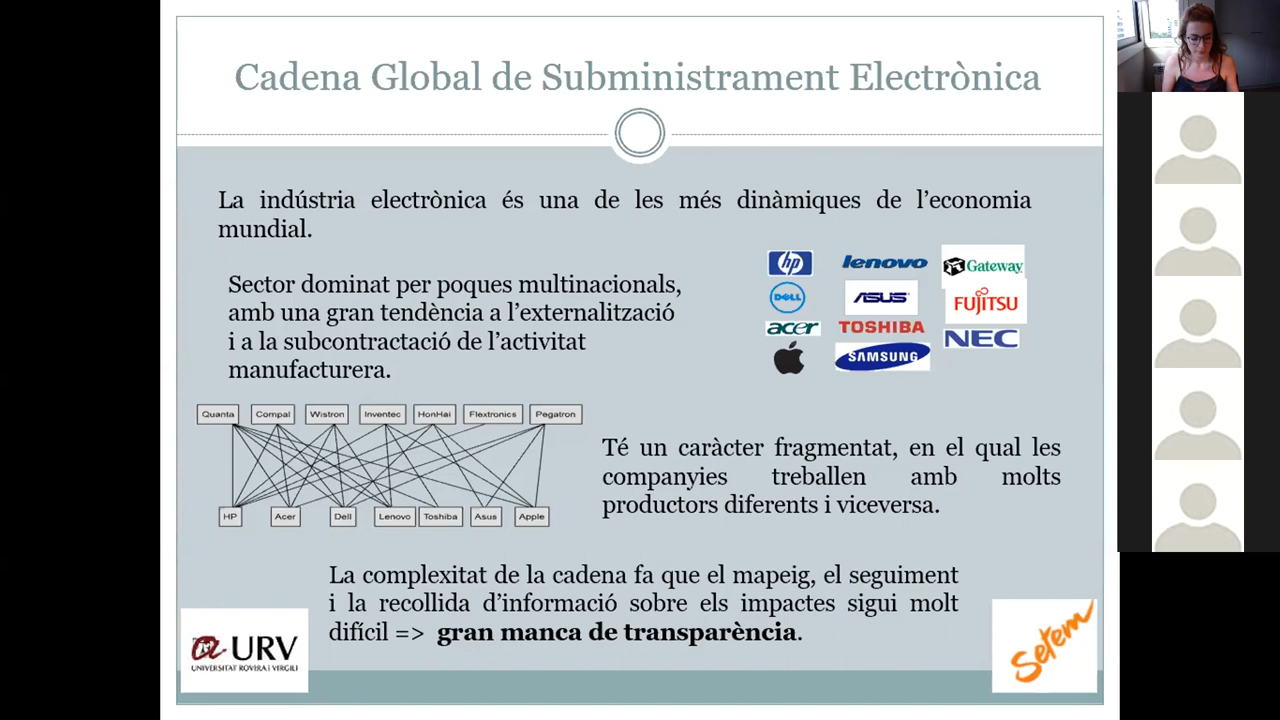 Cadena Global de Subministrament Electrònica
La indústria electrònica és una de les més dinàmiques de l’economia
mundial.
Sector dominat per poques multinacionals,
amb una gran tendència a l’externalització
i a la subcontractació de l’activitat
manufacturera.
hp lenovo Gateway
DELL ASUS FUJITSU
acer TOSHIBA NEC
SAMSUNG
Quanta Compal Wistron Inventec HonHai Flextronics Pegatron
HP Acer Dell Lenovo Toshiba Asus Apple
Té un caràcter fragmentat, en el qual les
companyies treballen amb molts
productors diferents i viceversa.
La complexitat de la cadena fa que el mapeig, el seguiment
i la recollida d’informació sobre els impactes sigui molt
difícil => gran manca de transparència.
URV
UNIVERSITAT ROVIRA i VIRGILI
Setem